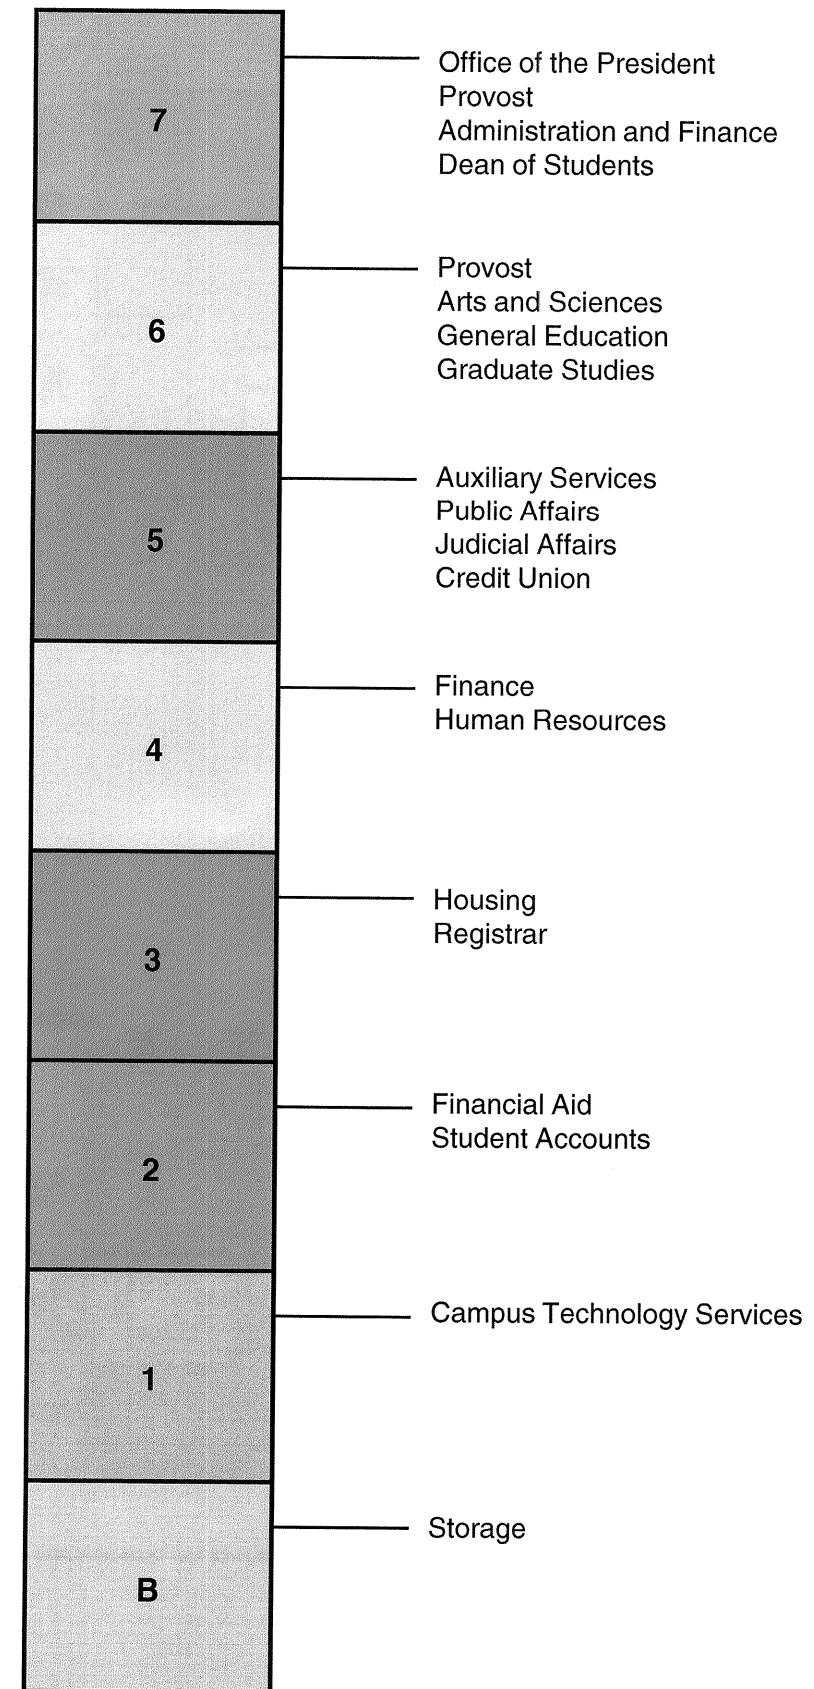 7
Office of the President
Provost
Administration and Finance
Dean of Students
6
Provost
Arts and Sciences
General Education
Graduate Studies
5
Auxiliary Services
Public Affairs
Judicial Affairs
Credit Union
4
Finance
Human Resources
3
Housing
Registrar
2
Financial Aid
Student Accounts
1
Campus Technology Services
B
Storage